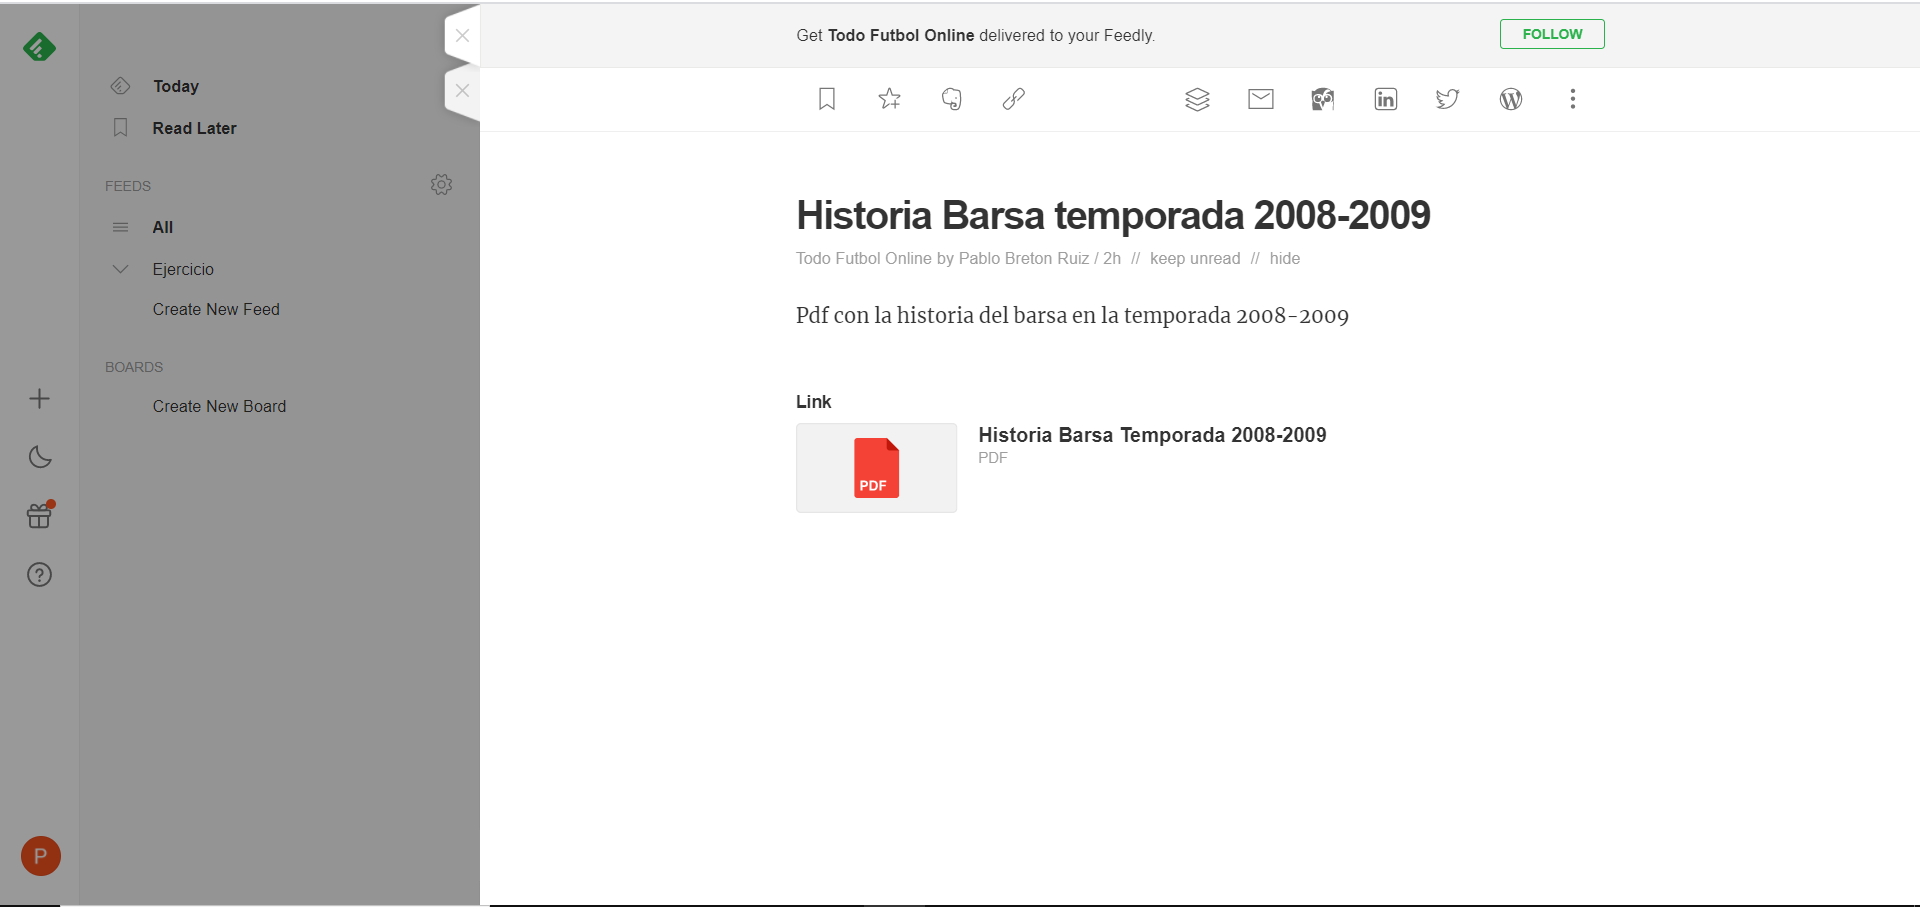 Get Todo Futbol Online delivered to your Feedly.
FOLLOW
Today
Read Later
FEEDS
All
Ejercicio
Create New Feed
BOARDS
Create New Board
P
Historia Barsa temporada 2008-2009
Todo Futbol Online by Pablo Breton Ruiz / 2h // keep unread // hide
Pdf con la historia del barsa en la temporada 2008-2009
Link
PDF
Historia Barsa Temporada 2008-2009
PDF